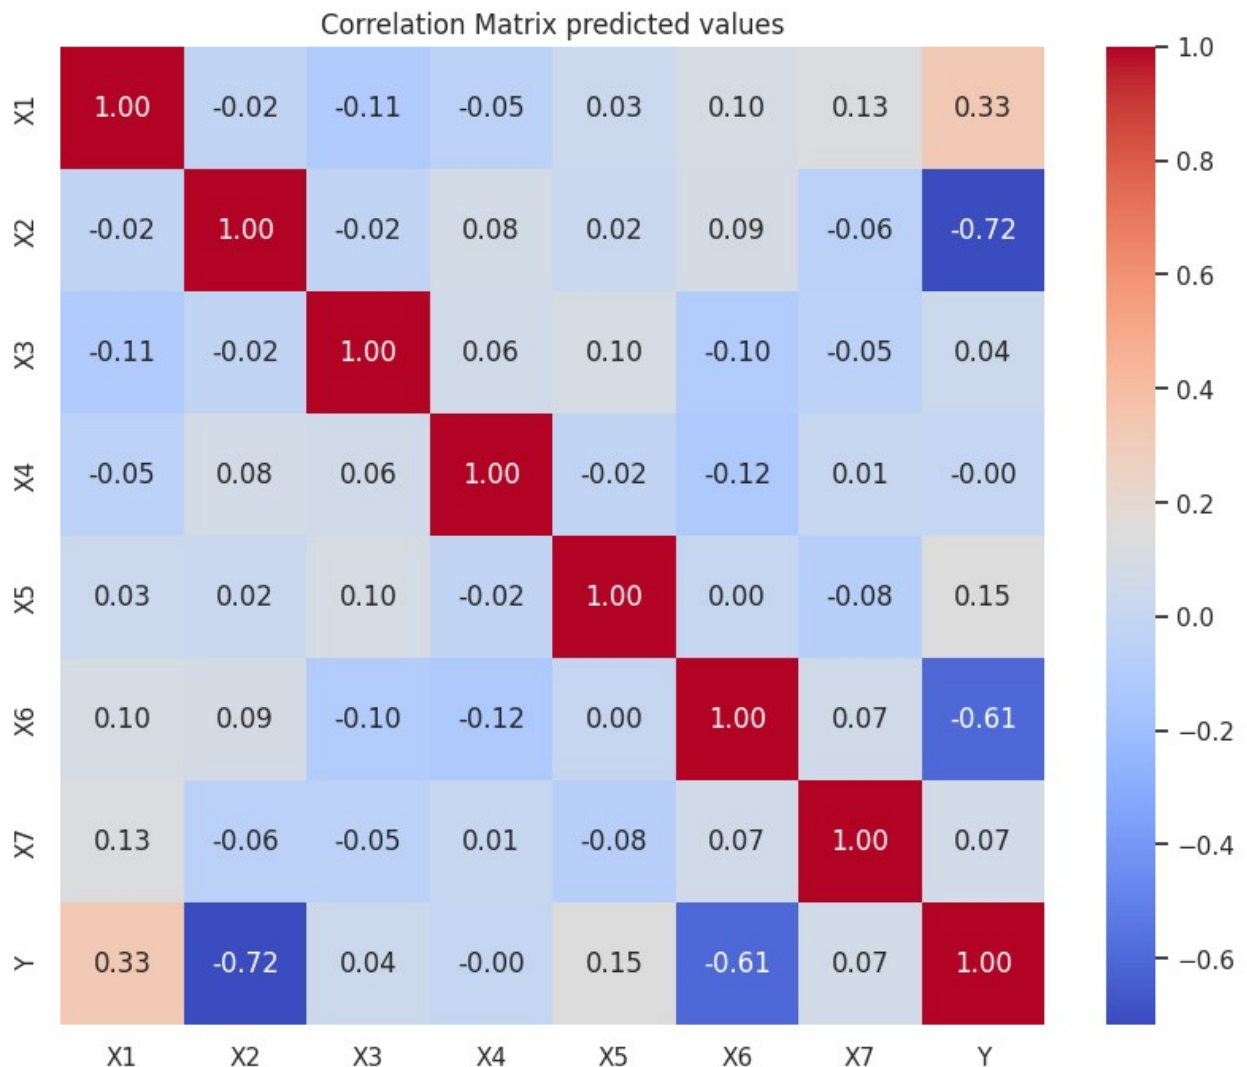 Correlation Matrix predicted values
X1 1.00 -0.02 -0.11 -0.05 0.03 0.10 0.13 0.33
X2 -0.02 1.00 -0.02 0.08 0.02 0.09 -0.06 -0.72
X3 -0.11 -0.02 1.00 0.06 0.10 -0.10 -0.05 0.04
X4 -0.05 0.08 0.06 1.00 -0.02 -0.12 0.01 -0.00
X5 0.03 0.02 0.10 -0.02 1.00 0.00 -0.08 0.15
X6 0.10 0.09 -0.10 -0.12 0.00 1.00 0.07 -0.61
X7 0.13 -0.06 -0.05 0.01 -0.08 0.07 1.00 0.07
Y 0.33 -0.72 0.04 -0.00 0.15 -0.61 0.07 1.00
X1 X2 X3 X4 X5 X6 X7 Y
1.0
0.8
0.6
0.4
0.2
0.0
−0.2
−0.4
−0.6